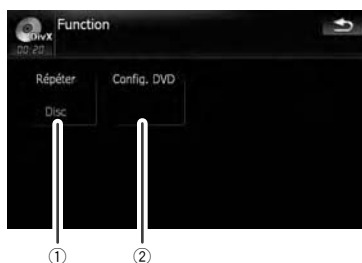 Function
DivX
00:20
Répéter
Config. DVD
Disc
①
②